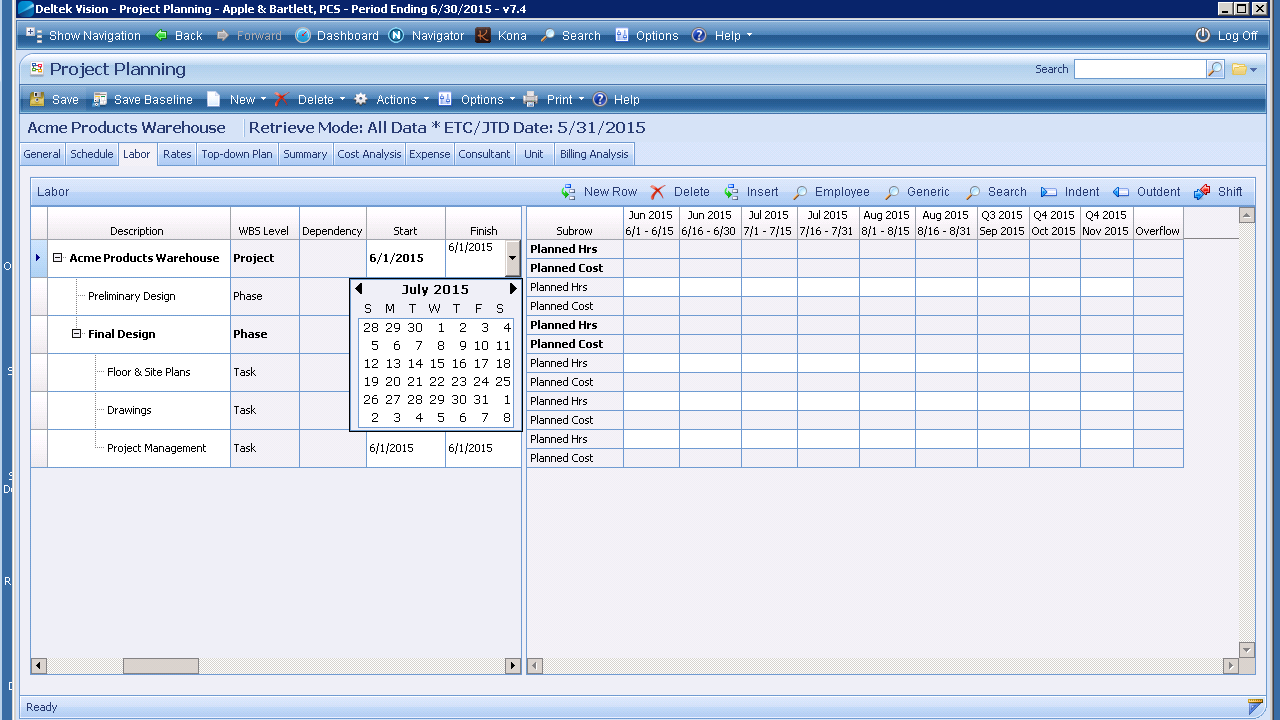 Deltek Vision - Project Planning - Apple & Bartlett, PCS - Period Ending 6/30/2015 - v7.4
Show Navigation Back Forward Dashboard Navigator Kona Search Options Help Log Off
Project Planning Search
Save Save Baseline New Delete Actions Options Print Help
Acme Products Warehouse Retrieve Mode: All Data * ETC/JTD Date: 5/31/2015
General Schedule Labor Rates Top-down Plan Summary Cost Analysis Expense Consultant Unit Billing Analysis
Labor New Row Delete Insert Employee Generic Search Indent Outdent Shift
Jun 2015 Jun 2015 Jul 2015 Jul 2015 Aug 2015 Aug 2015 Q3 2015 Q4 2015 Q4 2015
Description WBS Level Dependency Start Finish Subrow 6/1 - 6/15 6/16 - 6/30 7/1 - 7/15 7/16 - 7/31 8/1 - 8/15 8/16 - 8/31 Sep 2015 Oct 2015 Nov 2015 Overflow
Acme Products Warehouse Project 6/1/2015 6/1/2015 Planned Hrs
Planned Cost
Preliminary Design Phase Planned Hrs
Planned Cost
Final Design Phase Planned Hrs
Planned Cost
Floor & Site Plans Task Planned Hrs
Planned Cost
Drawings Task Planned Hrs
Planned Cost
Project Management Task 6/1/2015 6/1/2015 Planned Hrs
Planned Cost
July 2015
S M T W T F S
28 29 30 1 2 3 4
5 6 7 8 9 10 11
12 13 14 15 16 17 18
19 20 21 22 23 24 25
26 27 28 29 30 31 1
2 3 4 5 6 7 8
Ready